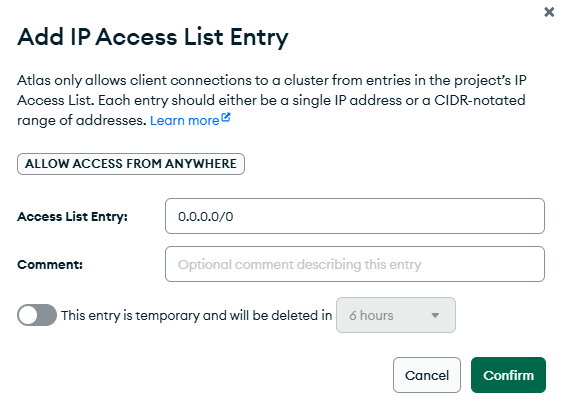 Add IP Access List Entry
Atlas only allows client connections to a cluster from entries in the project's IP
Access List. Each entry should either be a single IP address or a CIDR-notated
range of addresses. Learn more
ALLOW ACCESS FROM ANYWHERE
Access List Entry: 0.0.0.0/0
Comment: Optional comment describing this entry
This entry is temporary and will be deleted in 6 hours
Cancel Confirm